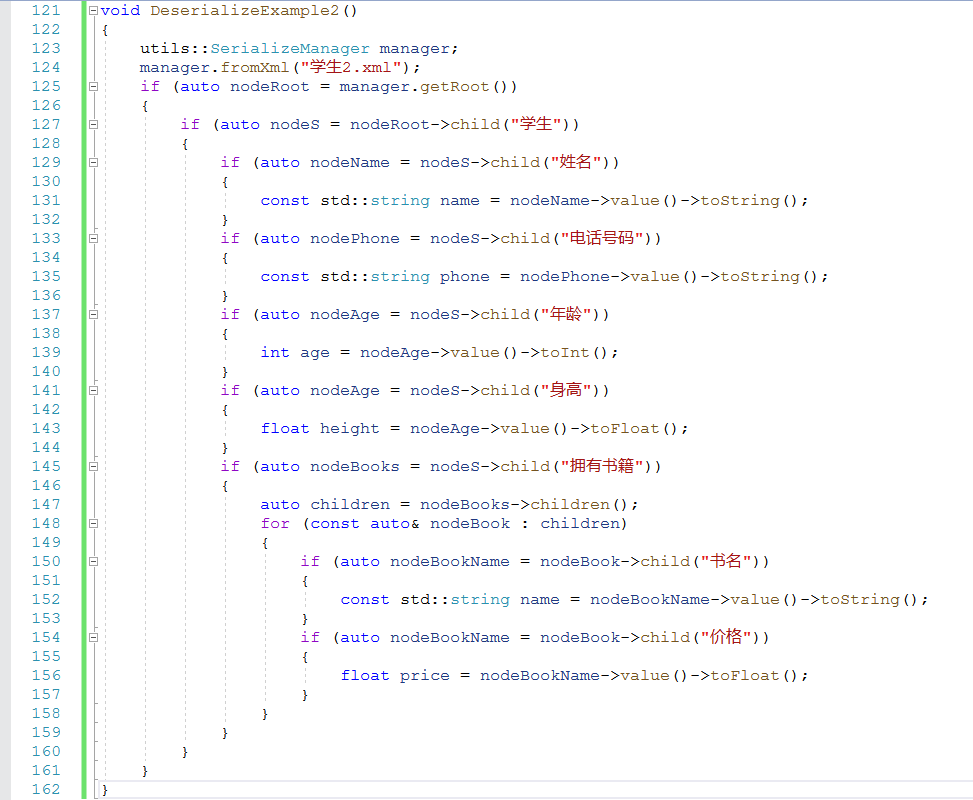 121 void DeserializeExample2()
122 {
123     utils::SerializeManager manager;
124     manager.fromXml("学生2.xml");
125     if (auto nodeRoot = manager.getRoot())
126     {
127         if (auto nodeS = nodeRoot->child("学生"))
128         {
129             if (auto nodeName = nodeS->child("姓名"))
130             {
131                 const std::string name = nodeName->value()->toString();
132             }
133             if (auto nodePhone = nodeS->child("电话号码"))
134             {
135                 const std::string phone = nodePhone->value()->toString();
136             }
137             if (auto nodeAge = nodeS->child("年龄"))
138             {
139                 int age = nodeAge->value()->toInt();
140             }
141             if (auto nodeAge = nodeS->child("身高"))
142             {
143                 float height = nodeAge->value()->toFloat();
144             }
145             if (auto nodeBooks = nodeS->child("拥有书籍"))
146             {
147                 auto children = nodeBooks->children();
148                 for (const auto& nodeBook : children)
149                 {
150                     if (auto nodeBookName = nodeBook->child("书名"))
151                     {
152                         const std::string name = nodeBookName->value()->toString();
153                     }
154                     if (auto nodeBookName = nodeBook->child("价格"))
155                     {
156                         float price = nodeBookName->value()->toFloat();
157                     }
158                 }
159             }
160         }
161     }
162 }